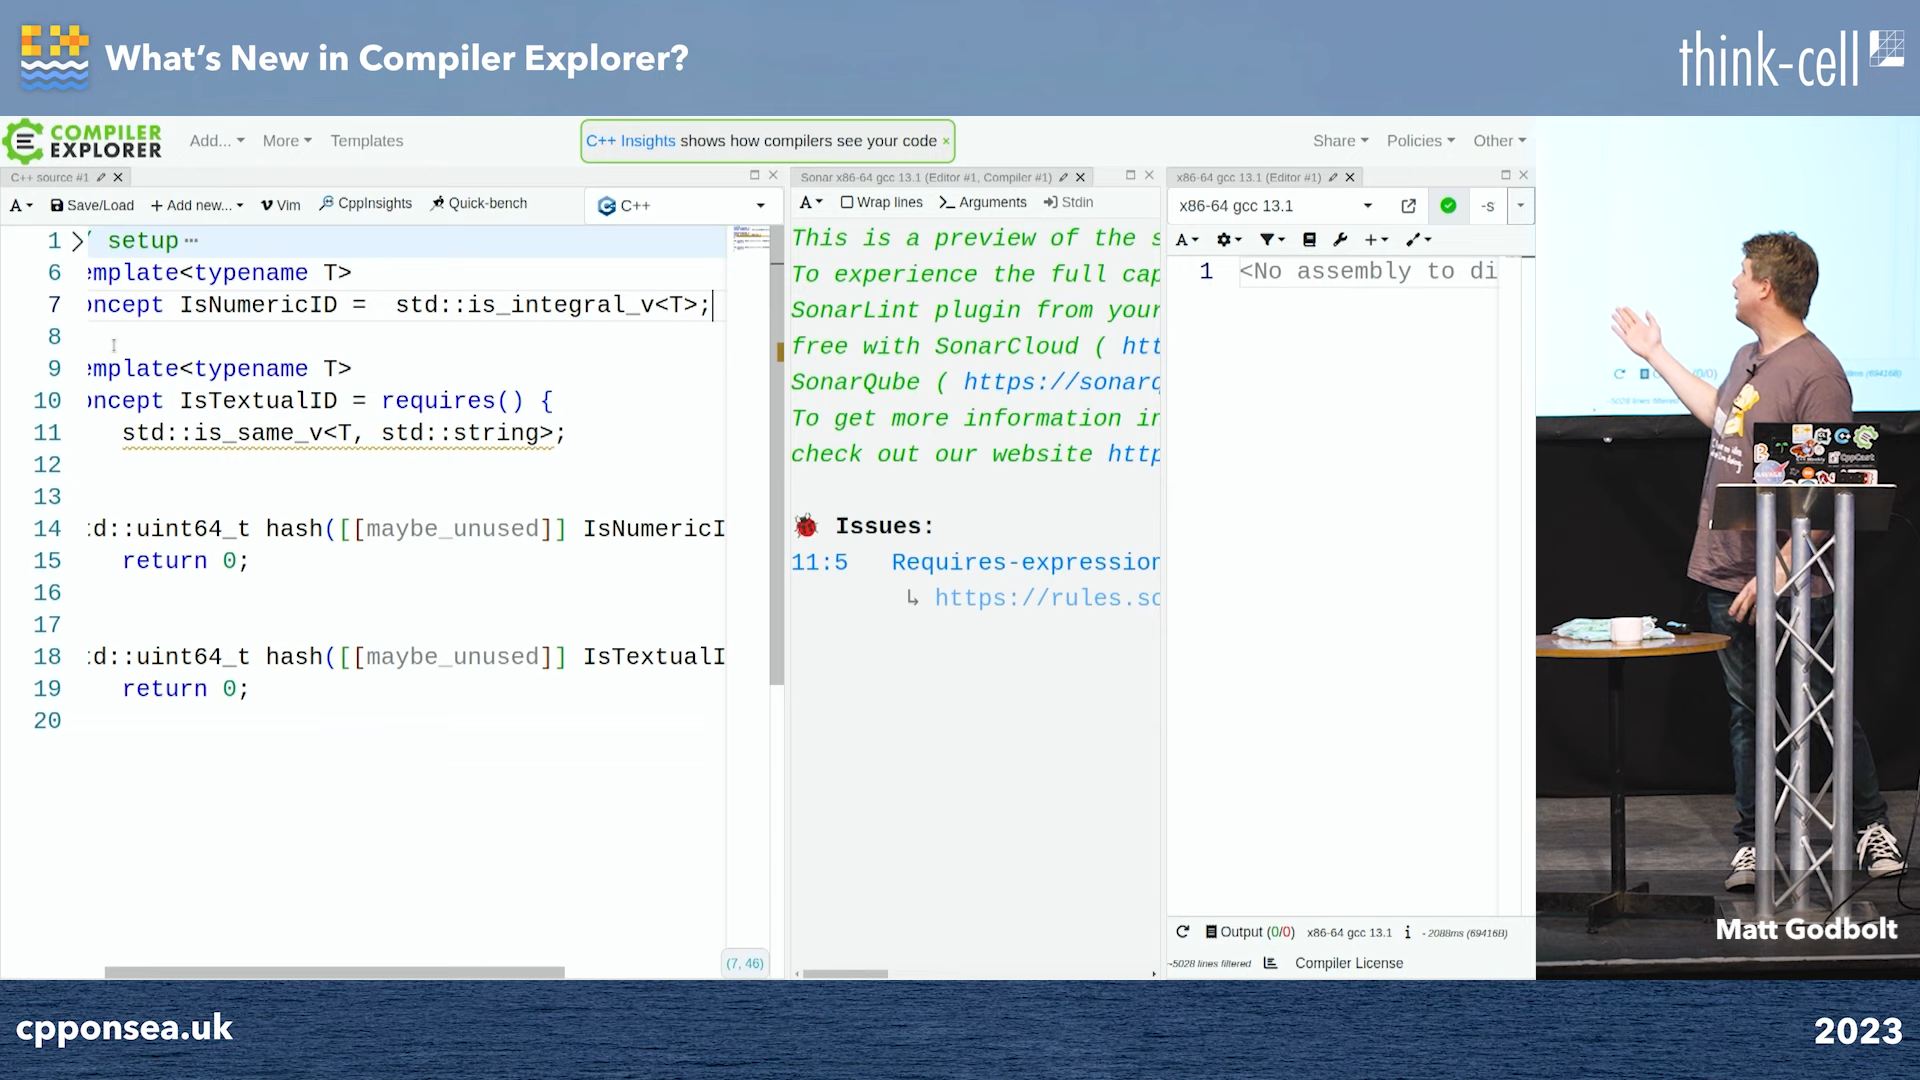 What's New in Compiler Explorer?
think-cell
COMPILER
EXPLORER
Add...
More
Templates
C++ Insights shows how compilers see your code ×
Share
Policies
Other
C++ source #1
A
Save/Load
+ Add new...
Vim
CppInsights
Quick-bench
C++
1 setup
6 emplate<typename T>
7 oncept IsNumericID =  std::is_integral_v<T>;
8
9 emplate<typename T>
10 oncept IsTextualID = requires() {
11 std::is_same_v<T, std::string>;
12
13
14 :d::uint64_t hash([[maybe_unused]] IsNumericI
15 return 0;
16
17
18 :d::uint64_t hash([[maybe_unused]] IsTextualI
19 return 0;
20
(7, 46)
Sonar x86-64 gcc 13.1 (Editor #1, Compiler #1)
A
Wrap lines
Arguments
Stdin
This is a preview of the s
To experience the full cap
SonarLint plugin from your
free with SonarCloud ( htt
SonarQube ( https://sonarq
To get more information in
check out our website http
Issues:
11:5 Requires-expression
↳ https://rules.so
x86-64 gcc 13.1 (Editor #1)
x86-64 gcc 13.1
-s
A
1 <No assembly to di
Output (0/0)
x86-64 gcc 13.1
i
- 2088ms (69416B)
~5028 lines filtered
Compiler License
CppCast
Matt Godbolt
cpponsea.uk
2023